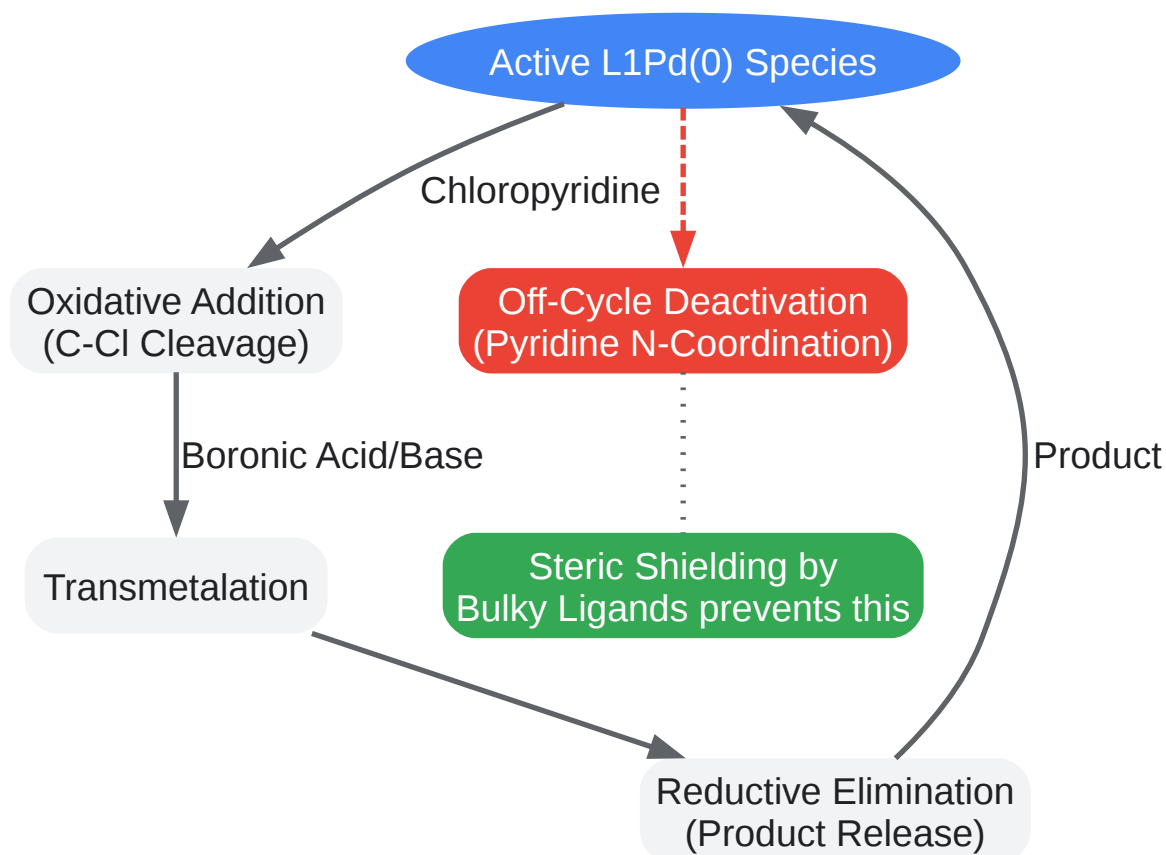 Active L1Pd(0) Species
Chloropyridine
Oxidative Addition
(C-Cl Cleavage)
Off-Cycle Deactivation
(Pyridine N-Coordination)
Boronic Acid/Base
Product
Transmetalation
Steric Shielding by
Bulky Ligands prevents this
Reductive Elimination
(Product Release)